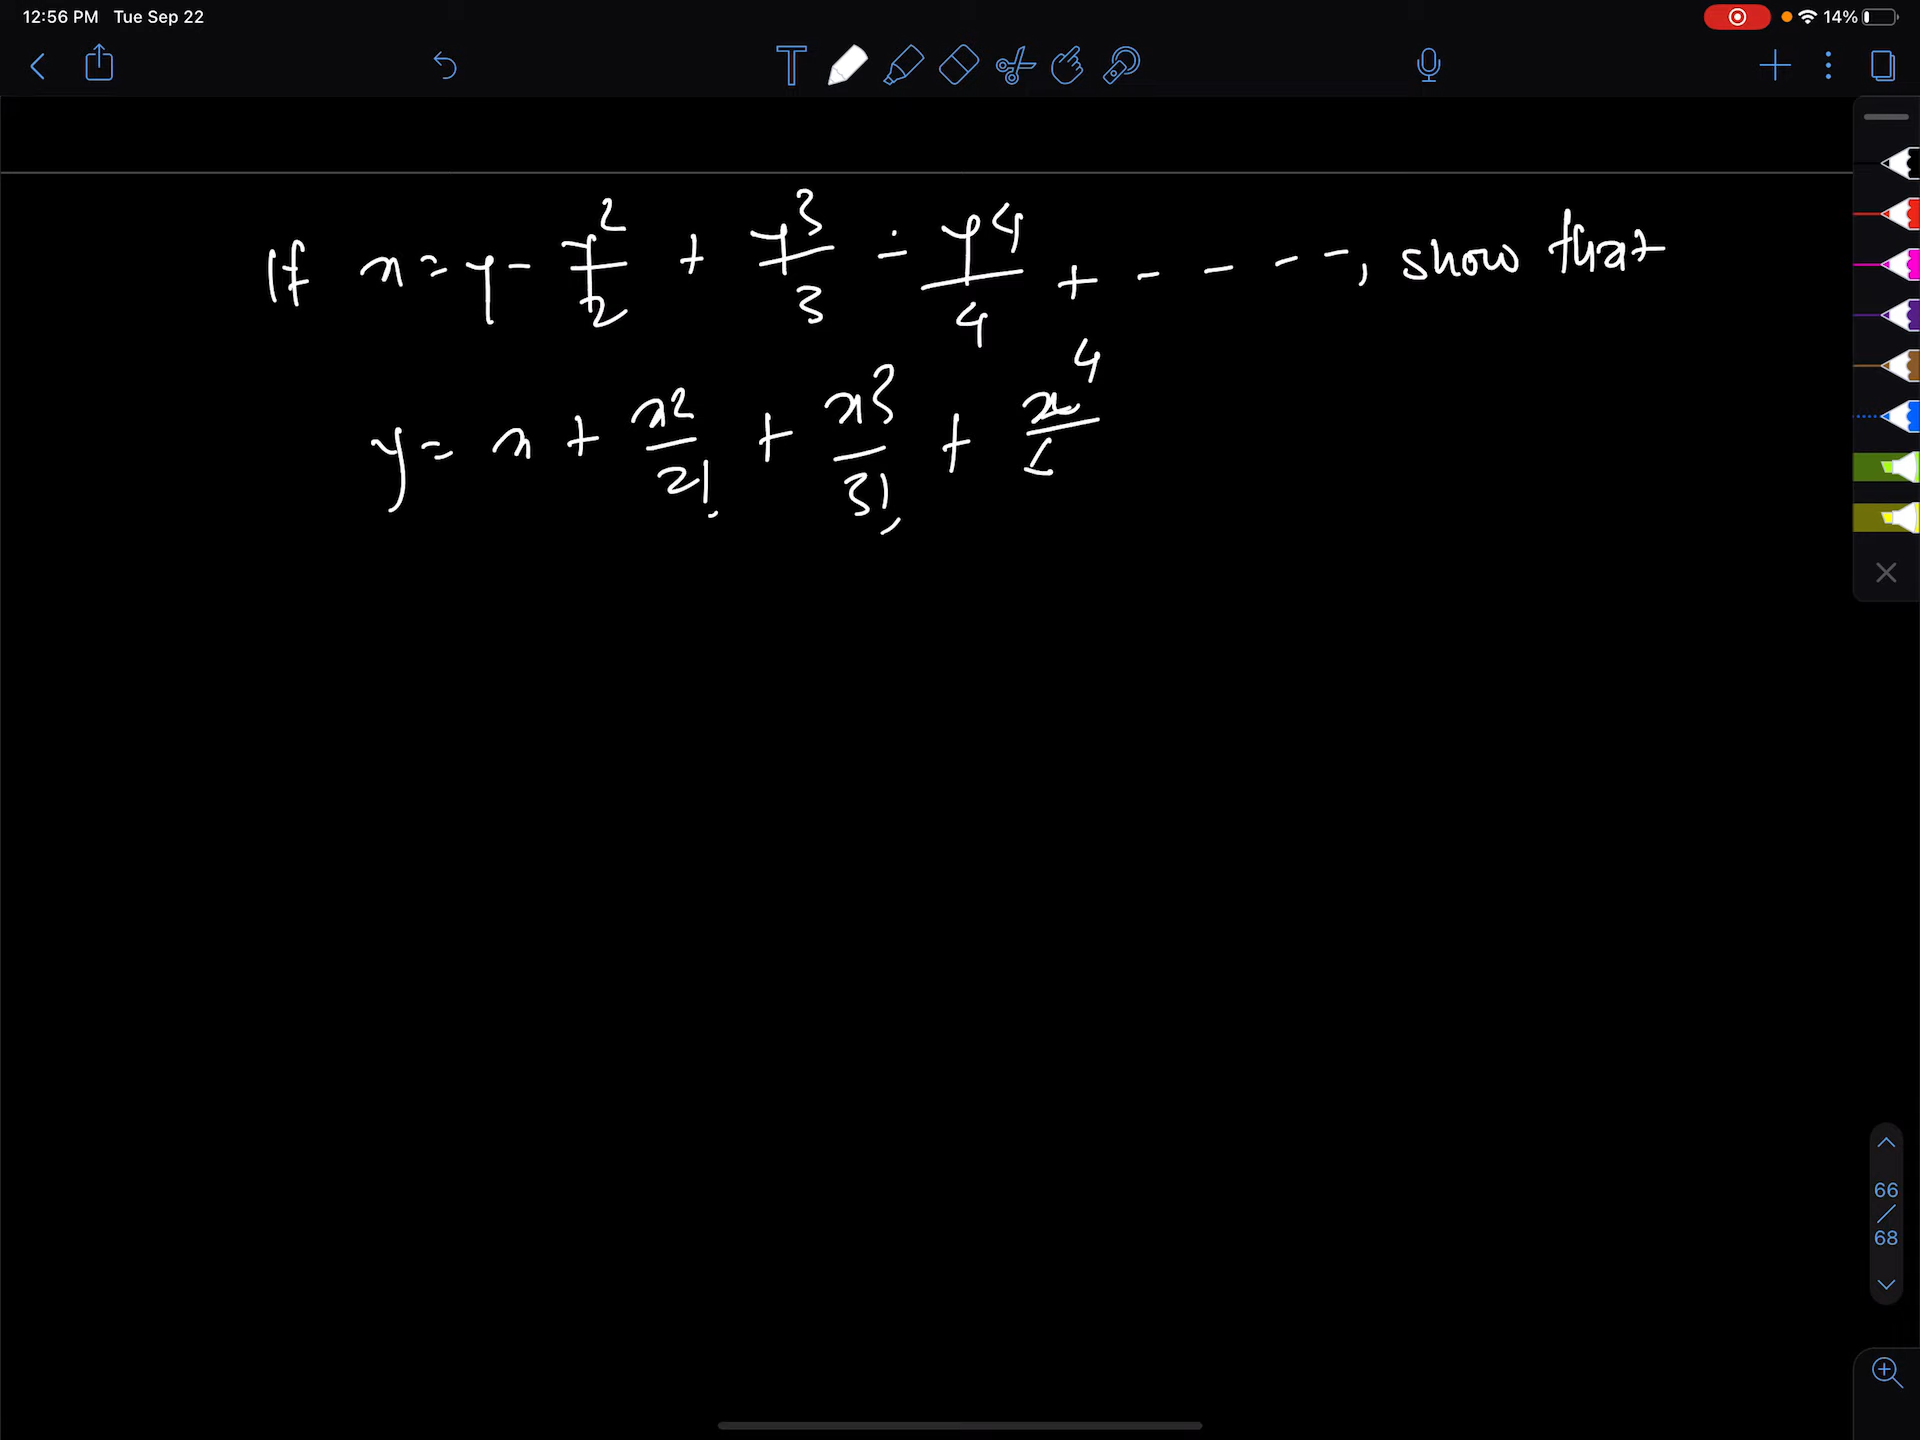 12:56 PM Tue Sep 22
14%
T
If x = y - y²/2 + y³/3 - y⁴/4 + - - - -, show that
y = x + x²/2! + x³/3! + x⁴/
66
/
68